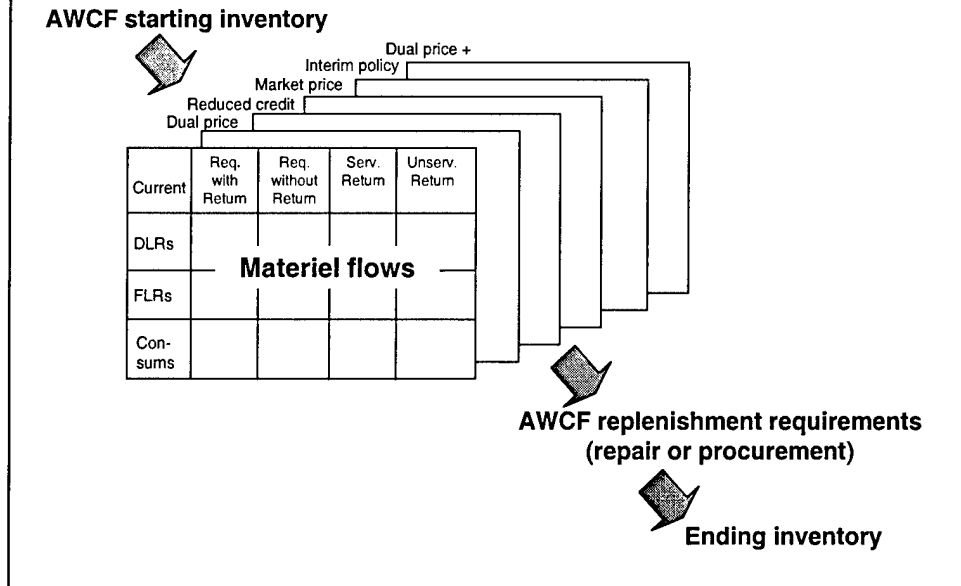 AWCF starting inventory
Dual price +
Interim policy
Market price
Reduced credit
Dual price
Current
Req.
with
Return
Req.
without
Return
Serv.
Return
Unserv.
Return
DLRs
Materiel flows
FLRs
Con-
sums
AWCF replenishment requirements
(repair or procurement)
Ending inventory